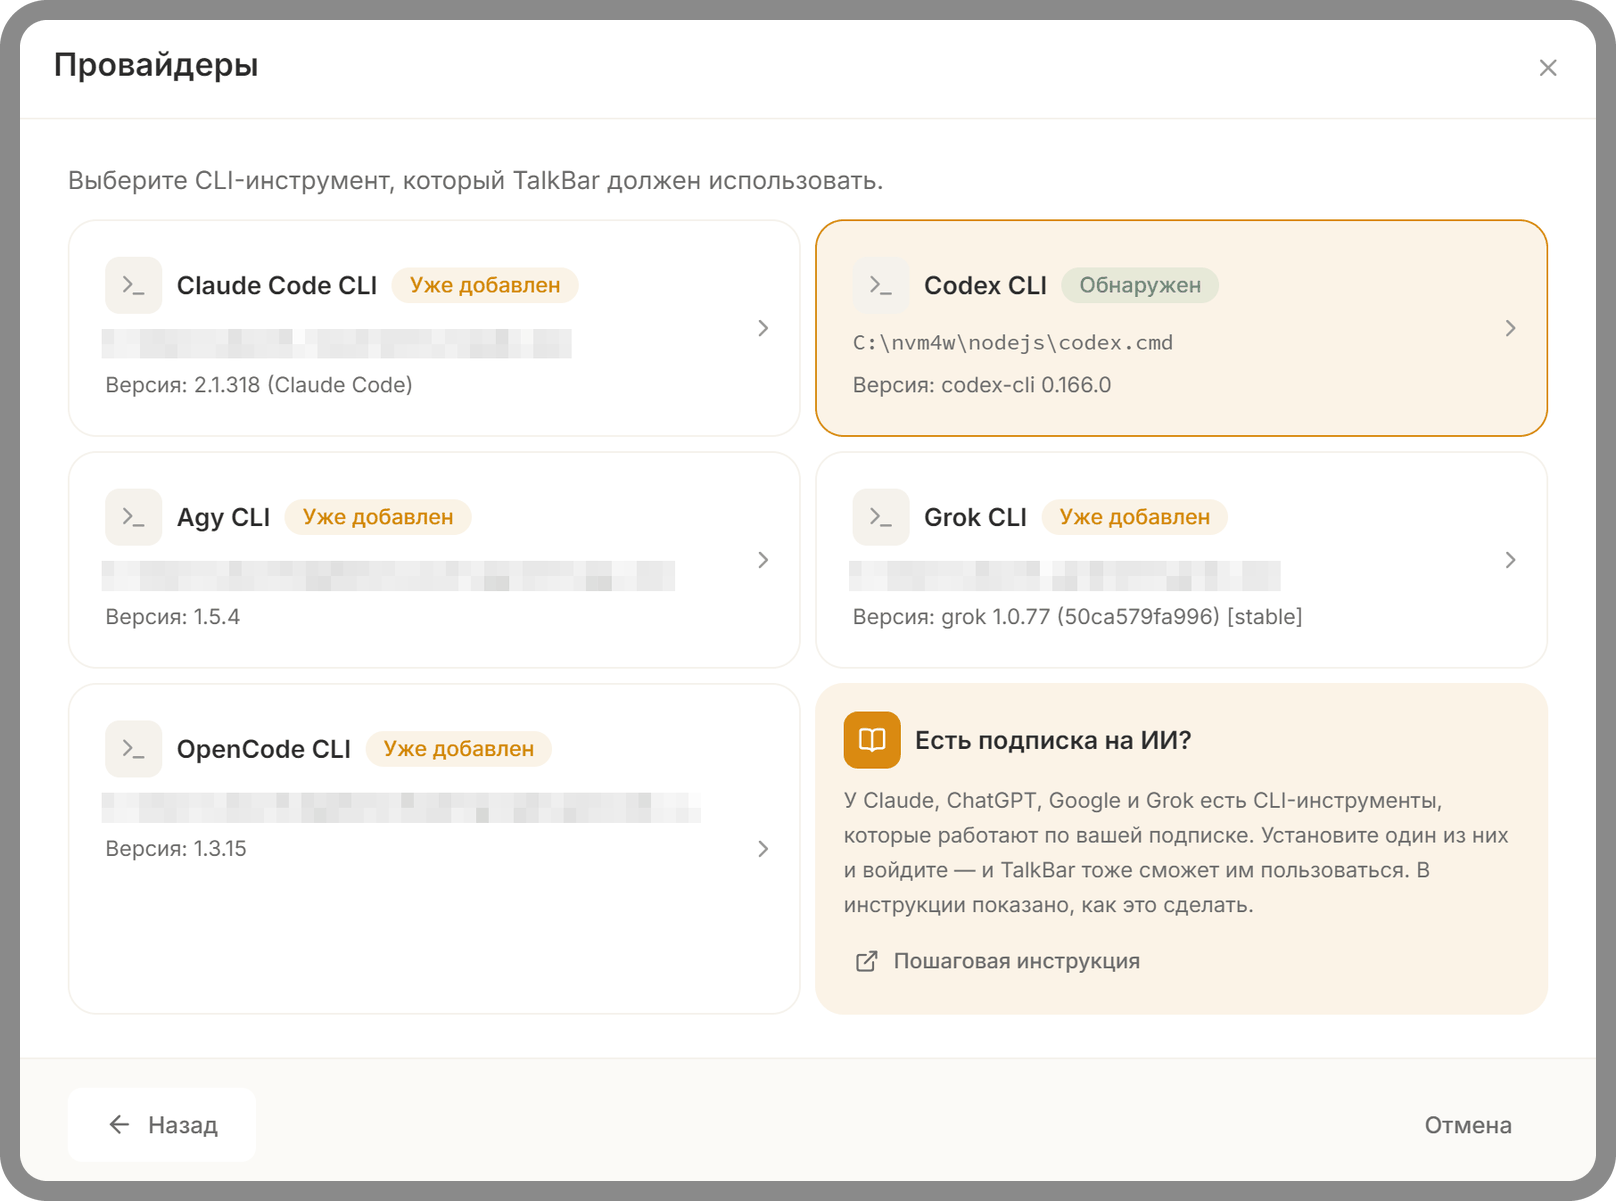 Провайдеры
Выберите CLI-инструмент, который TalkBar должен использовать.
Claude Code CLI
Уже добавлен
Версия: 2.1.318 (Claude Code)
Codex CLI
Обнаружен
C:\nvm4w\nodejs\codex.cmd
Версия: codex-cli 0.166.0
Agy CLI
Уже добавлен
Версия: 1.5.4
Grok CLI
Уже добавлен
Версия: grok 1.0.77 (50ca579fa996) [stable]
OpenCode CLI
Уже добавлен
Версия: 1.3.15
Есть подписка на ИИ?
У Claude, ChatGPT, Google и Grok есть CLI-инструменты,
которые работают по вашей подписке. Установите один из них
и войдите — и TalkBar тоже сможет им пользоваться. В
инструкции показано, как это сделать.
Пошаговая инструкция
Назад
Отмена